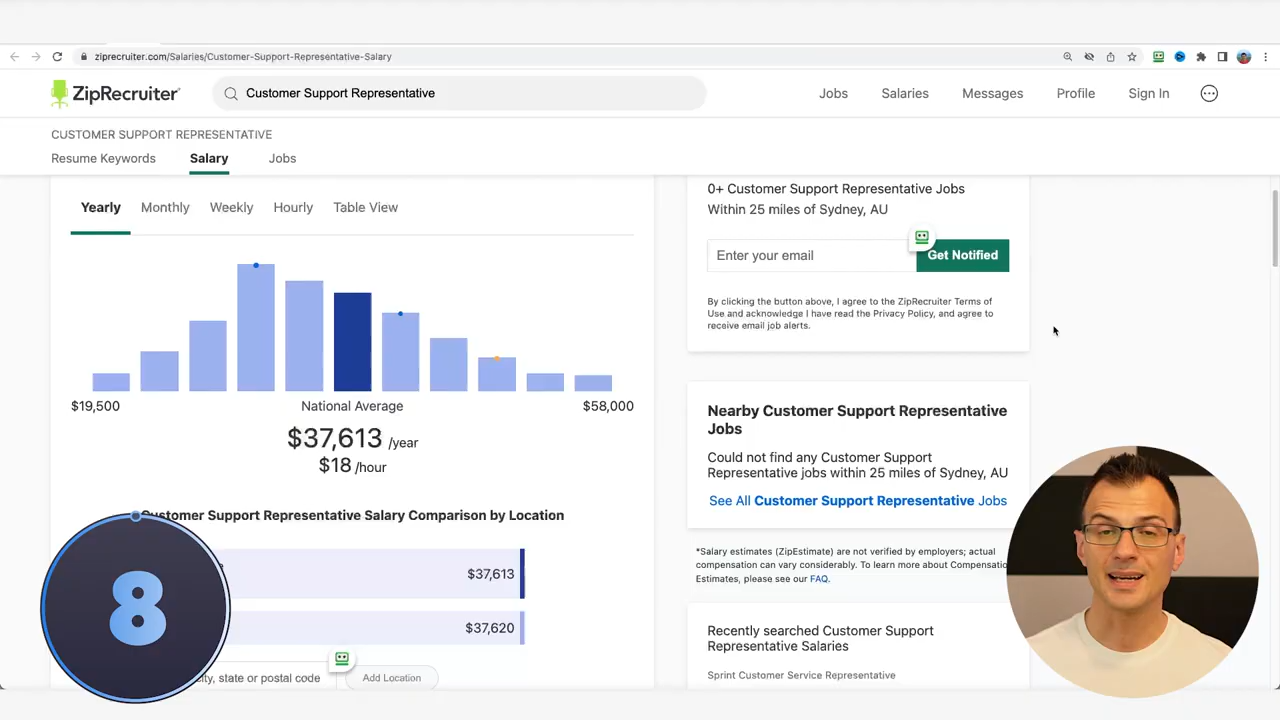 ziprecruiter.com/Salaries/Customer-Support-Representative-Salary
ZipRecruiter
Customer Support Representative
Jobs
Salaries
Messages
Profile
Sign In
CUSTOMER SUPPORT REPRESENTATIVE
Resume Keywords
Salary
Jobs
Yearly
Monthly
Weekly
Hourly
Table View
$19,500
National Average
$58,000
$37,613 /year
$18 /hour
Customer Support Representative Salary Comparison by Location
$37,613
$37,620
city, state or postal code
Add Location
8
0+ Customer Support Representative Jobs
Within 25 miles of Sydney, AU
Enter your email
Get Notified
By clicking the button above, I agree to the ZipRecruiter Terms of
Use and acknowledge I have read the Privacy Policy, and agree to
receive email job alerts.
Nearby Customer Support Representative
Jobs
Could not find any Customer Support
Representative jobs within 25 miles of Sydney, AU
See All Customer Support Representative Jobs
*Salary estimates (ZipEstimate) are not verified by employers; actual
compensation can vary considerably. To learn more about Compensatio
Estimates, please see our FAQ.
Recently searched Customer Support
Representative Salaries
Sprint Customer Service Representative